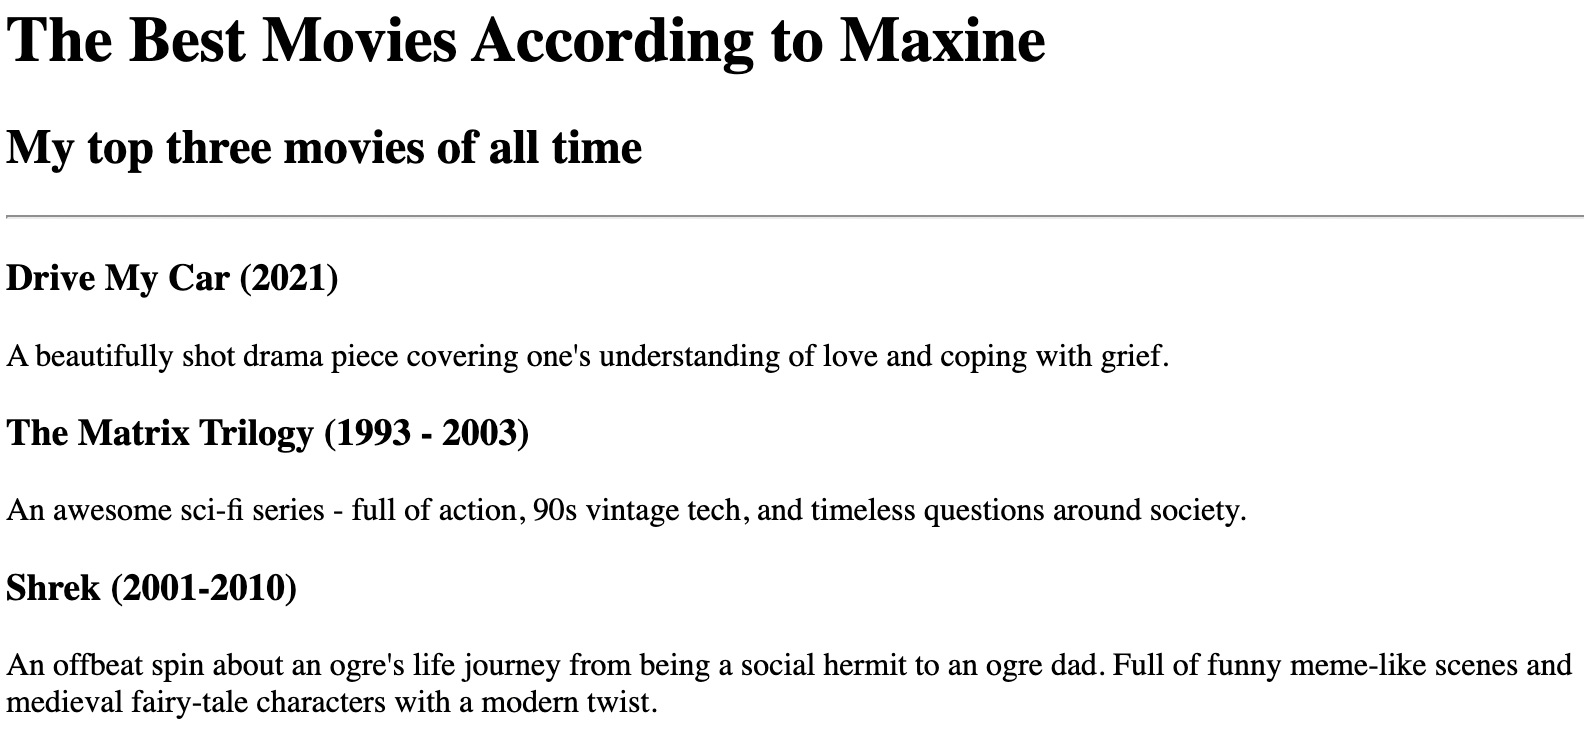 The Best Movies According to Maxine
My top three movies of all time
Drive My Car (2021)
A beautifully shot drama piece covering one's understanding of love and coping with grief.
The Matrix Trilogy (1993 - 2003)
An awesome sci-fi series - full of action, 90s vintage tech, and timeless questions around society.
Shrek (2001-2010)
An offbeat spin about an ogre's life journey from being a social hermit to an ogre dad. Full of funny meme-like scenes and
medieval fairy-tale characters with a modern twist.